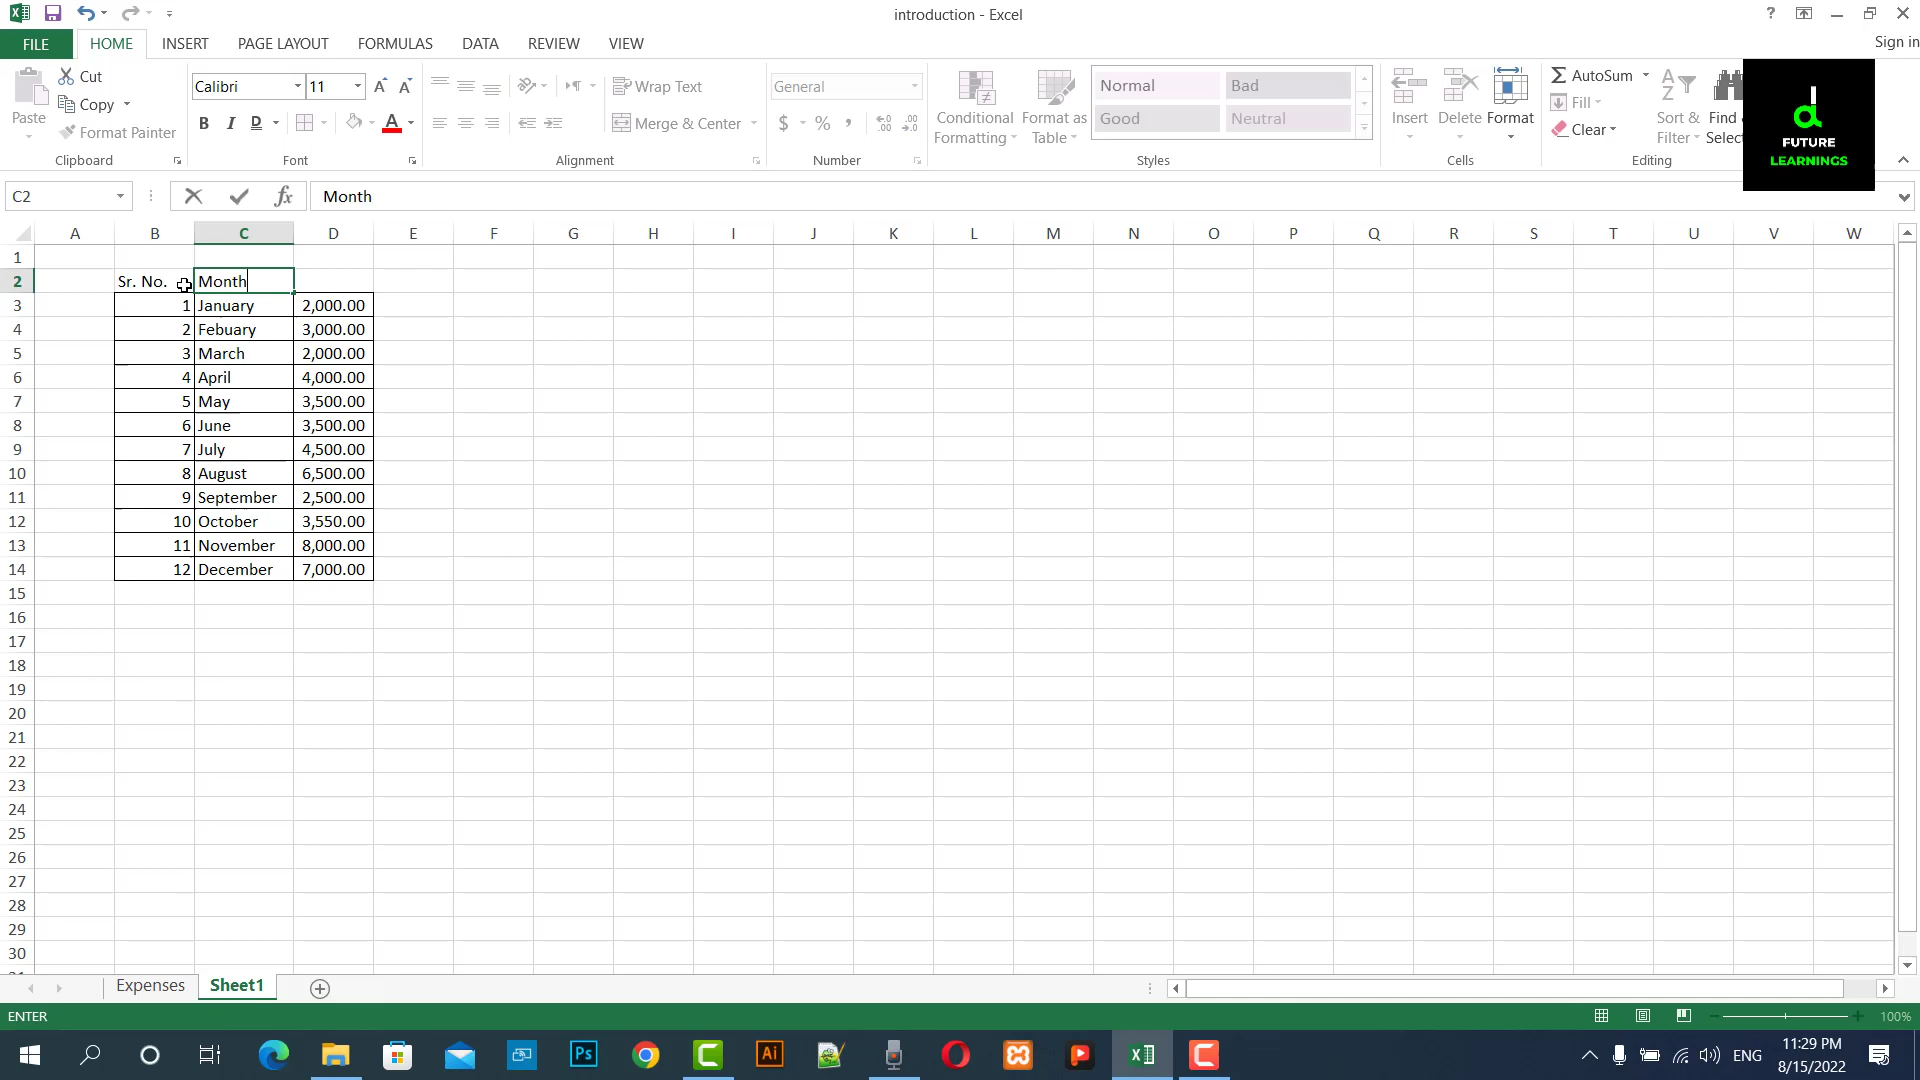 introduction - Excel
?
Sign in
FILE HOME INSERT PAGE LAYOUT FORMULAS DATA REVIEW VIEW
Paste
Cut
Copy
Format Painter
Clipboard
Calibri 11
B I D A
Font
Wrap Text
Merge & Center
Alignment
General
$ % ,
Number
Conditional
Formatting
Format as
Table
Normal Bad
Good Neutral
Styles
Insert Delete Format
Cells
AutoSum
Fill
Clear
Sort &
Filter
Find
Select
Editing
FUTURE
LEARNINGS
C2 fx Month
A B C D E F G H I J K L M N O P Q R S T U V W
1
2 Sr. No. Month
3 1 January 2,000.00
4 2 Febuary 3,000.00
5 3 March 2,000.00
6 4 April 4,000.00
7 5 May 3,500.00
8 6 June 3,500.00
9 7 July 4,500.00
10 8 August 6,500.00
11 9 September 2,500.00
12 10 October 3,550.00
13 11 November 8,000.00
14 12 December 7,000.00
15
16
17
18
19
20
21
22
23
24
25
26
27
28
29
30
Expenses Sheet1
ENTER 100%
Ps Ai
ENG
11:29 PM
8/15/2022